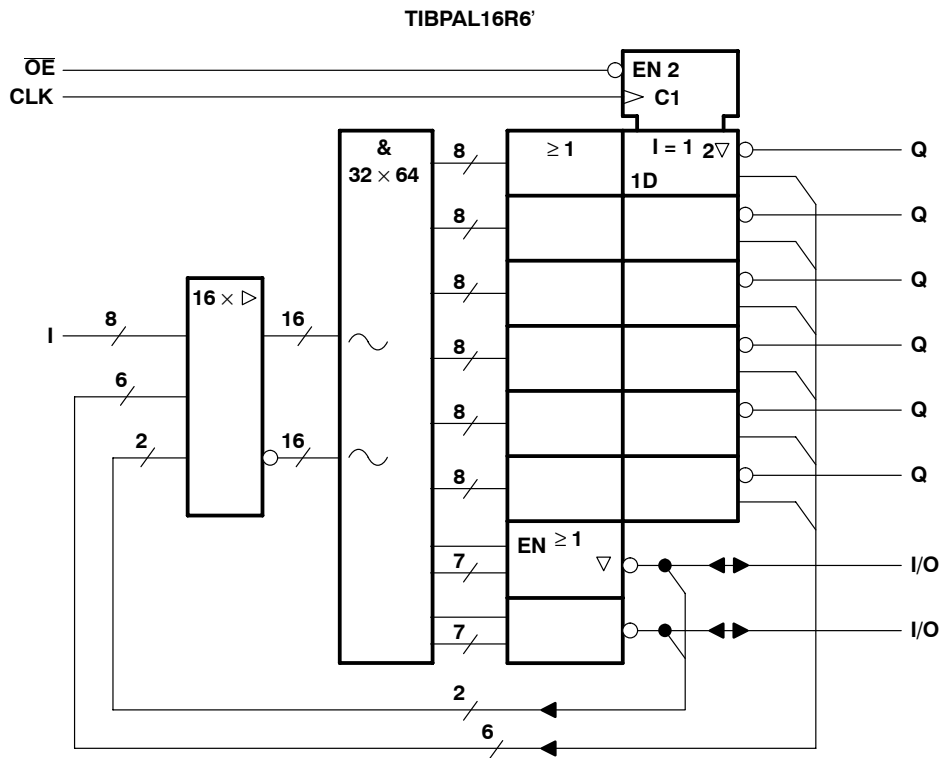 TIBPAL16R6’
OE
EN 2
CLK
C1
&
32 × 64
8
≥ 1
I = 1
2▽
1D
Q
8
Q
8
Q
16 × ▷
I
8
16
8
Q
6
8
Q
2
16
8
Q
EN ≥ 1
▽
7
I/O
7
I/O
2
6